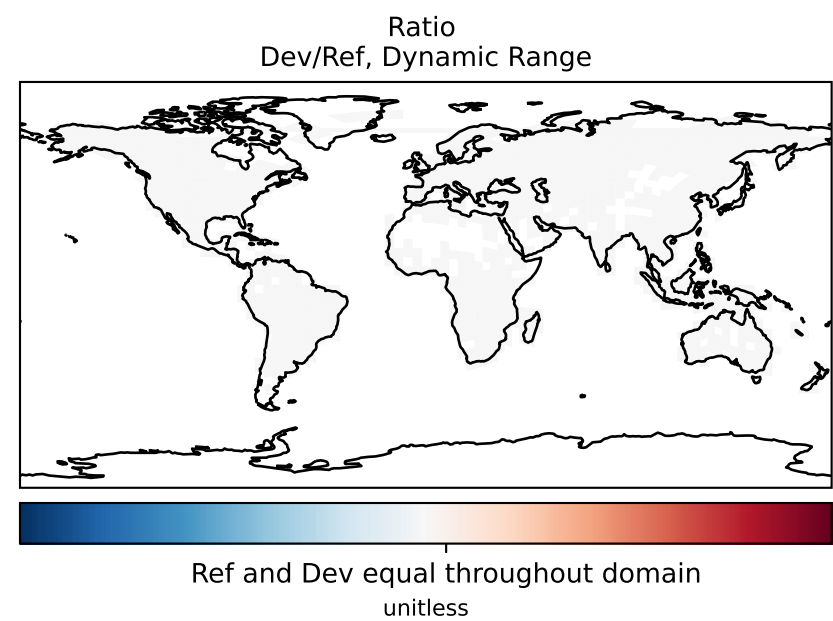 Ratio
Dev/Ref, Dynamic Range
Ref and Dev equal throughout domain
unitless